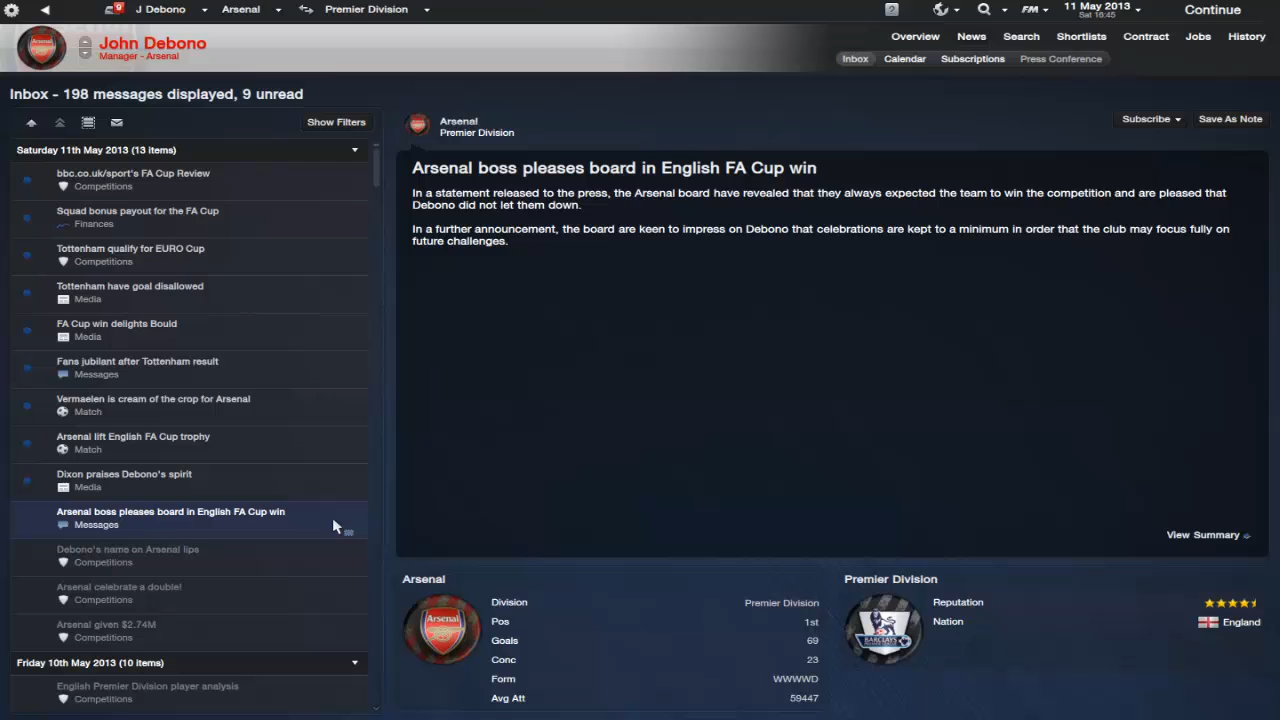 9 J Debono Arsenal Premier Division ? FM 11 May 2013 Continue
Sat 16:45
John Debono
Manager - Arsenal
Overview News Search Shortlists Contract Jobs History
Inbox Calendar Subscriptions Press Conference
Inbox - 198 messages displayed, 9 unread
Show Filters
Saturday 11th May 2013 (13 items)
bbc.co.uk/sport's FA Cup Review
Competitions
Squad bonus payout for the FA Cup
Finances
Tottenham qualify for EURO Cup
Competitions
Tottenham have goal disallowed
Media
FA Cup win delights Bould
Media
Fans jubilant after Tottenham result
Messages
Vermaelen is cream of the crop for Arsenal
Match
Arsenal lift English FA Cup trophy
Match
Dixon praises Debono's spirit
Media
Arsenal boss pleases board in English FA Cup win
Messages
Debono's name on Arsenal lips
Competitions
Arsenal celebrate a double!
Competitions
Arsenal given $2.74M
Competitions
Friday 10th May 2013 (10 items)
English Premier Division player analysis
Competitions
Arsenal
Premier Division
Subscribe Save As Note
Arsenal boss pleases board in English FA Cup win
In a statement released to the press, the Arsenal board have revealed that they always expected the team to win the competition and are pleased that
Debono did not let them down.
In a further announcement, the board are keen to impress on Debono that celebrations are kept to a minimum in order that the club may focus fully on
future challenges.
View Summary
Arsenal
Arsenal
Division Premier Division
Pos 1st
Goals 69
Conc 23
Form WWWWD
Avg Att 59447
Premier Division
BARCLAYS
Reputation
Nation England